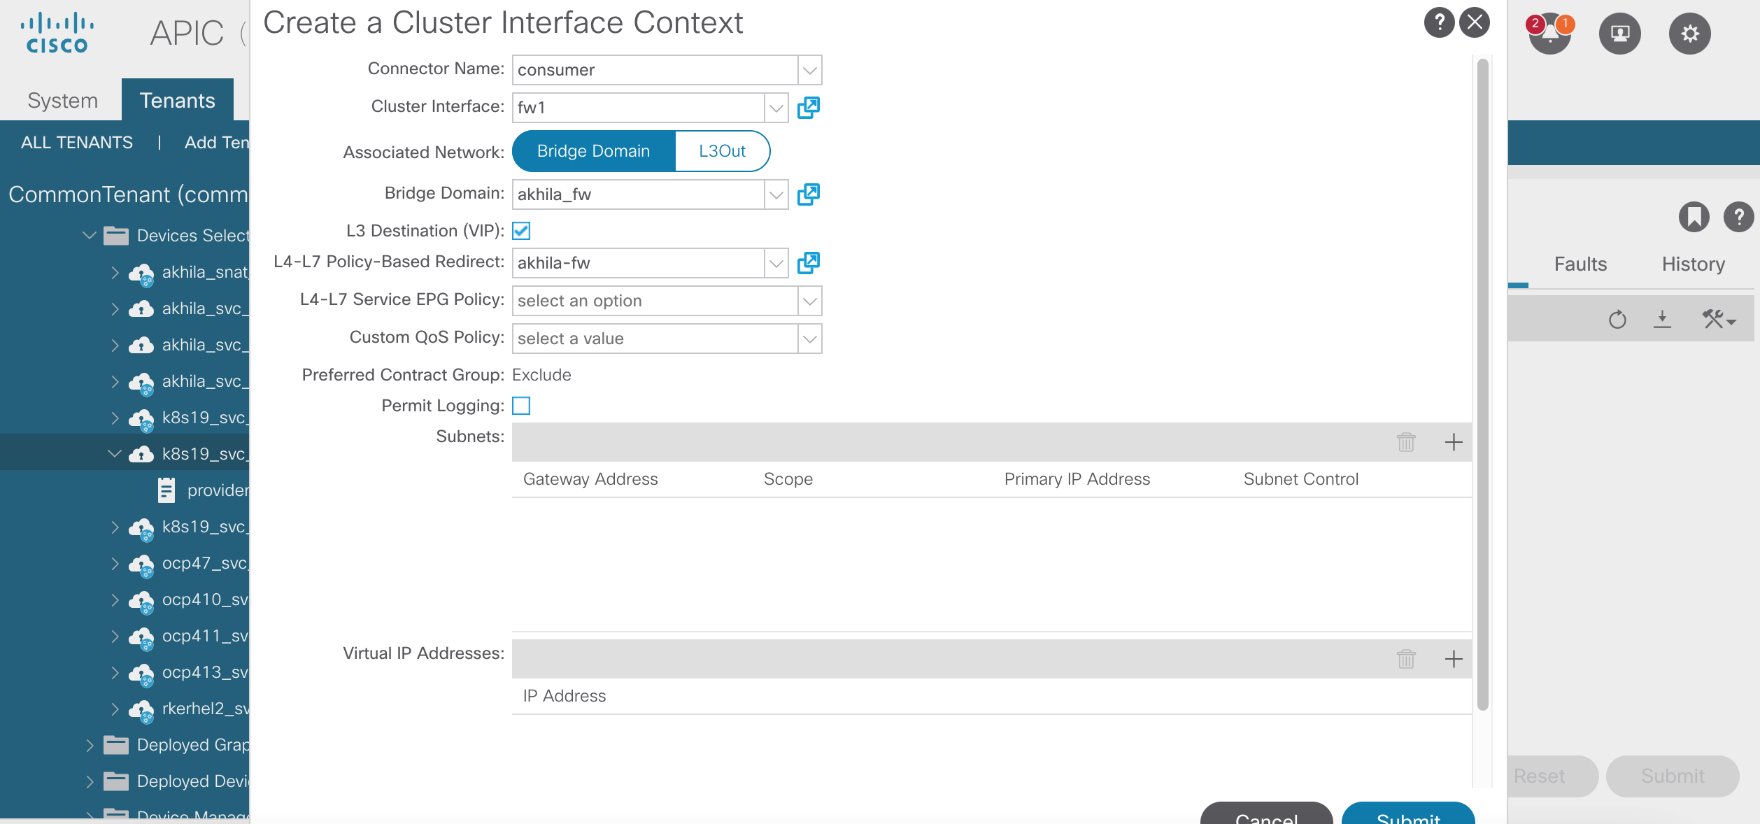 Create a Cluster Interface Context
?
2
1
CISCO
APIC (
System
Tenants
ALL TENANTS | Add Ten
CommonTenant (comm
Devices Select
akhila_snat_
akhila_svc_
akhila_svc_
akhila_svc_
k8s19_svc_
k8s19_svc_
provider
k8s19_svc_
ocp47_svc_
ocp410_sv
ocp411_sv
ocp413_sv
rkerhel2_sv
Deployed Grap
Deployed Devi
Device Manag
Connector Name: consumer
Cluster Interface: fw1
Associated Network: Bridge Domain L3Out
Bridge Domain: akhila_fw
L3 Destination (VIP):
L4-L7 Policy-Based Redirect: akhila-fw
L4-L7 Service EPG Policy: select an option
Custom QoS Policy: select a value
Preferred Contract Group: Exclude
Permit Logging:
Subnets:
Gateway Address Scope Primary IP Address Subnet Control
Virtual IP Addresses:
IP Address
Cancel Submit
?
Faults History
Reset Submit